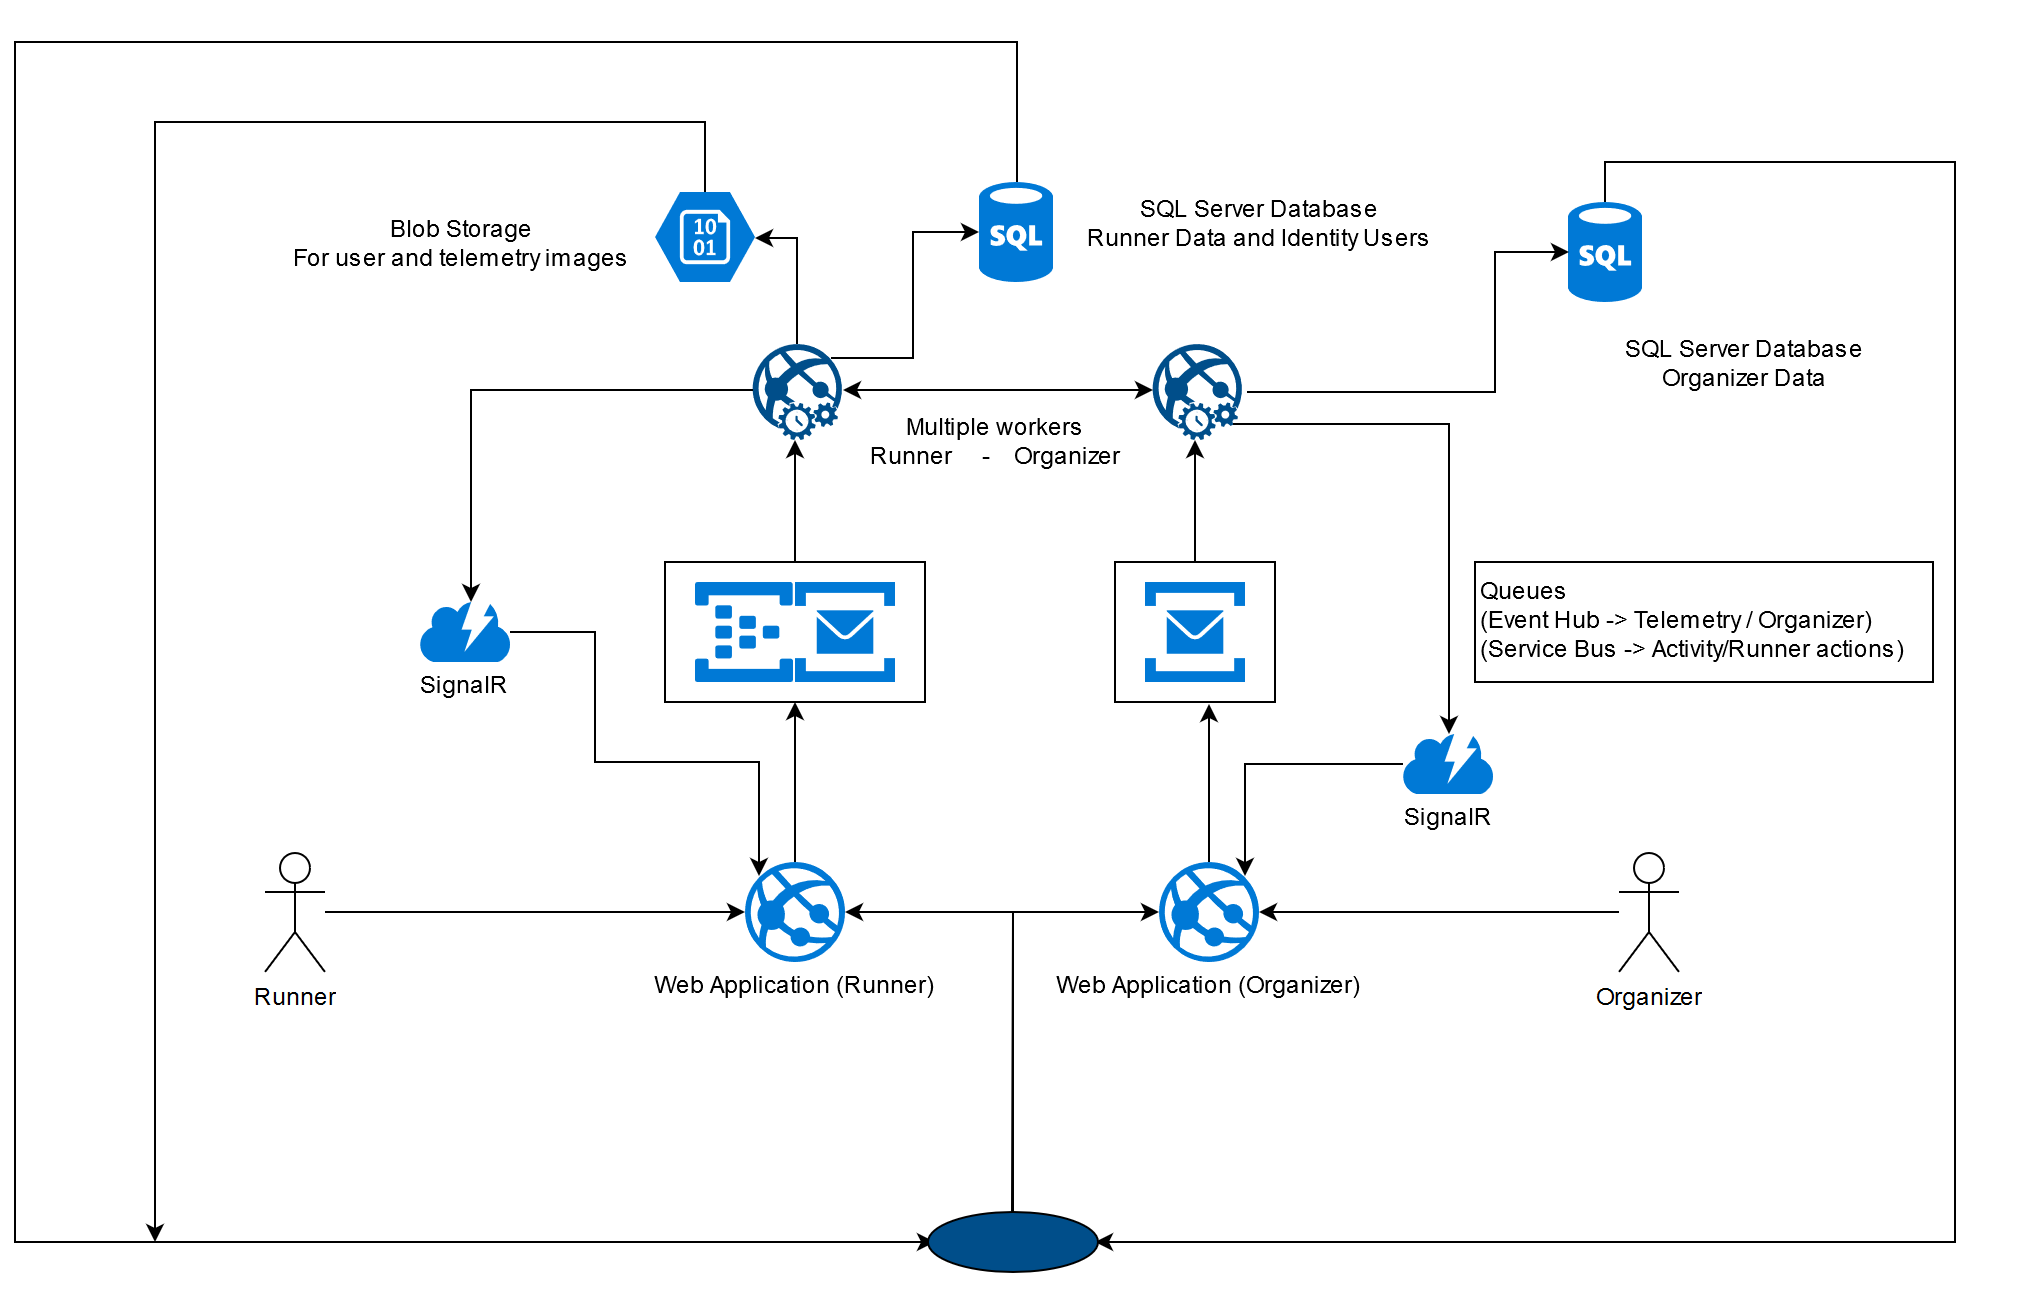 Blob Storage
For user and telemetry images
10
01
SQL
SQL Server Database
Runner Data and Identity Users
SQL
SQL Server Database
Organizer Data
Multiple workers
Runner - Organizer
Queues
(Event Hub -> Telemetry / Organizer)
(Service Bus -> Activity/Runner actions)
SignalR
SignalR
Runner
Web Application (Runner)
Web Application (Organizer)
Organizer